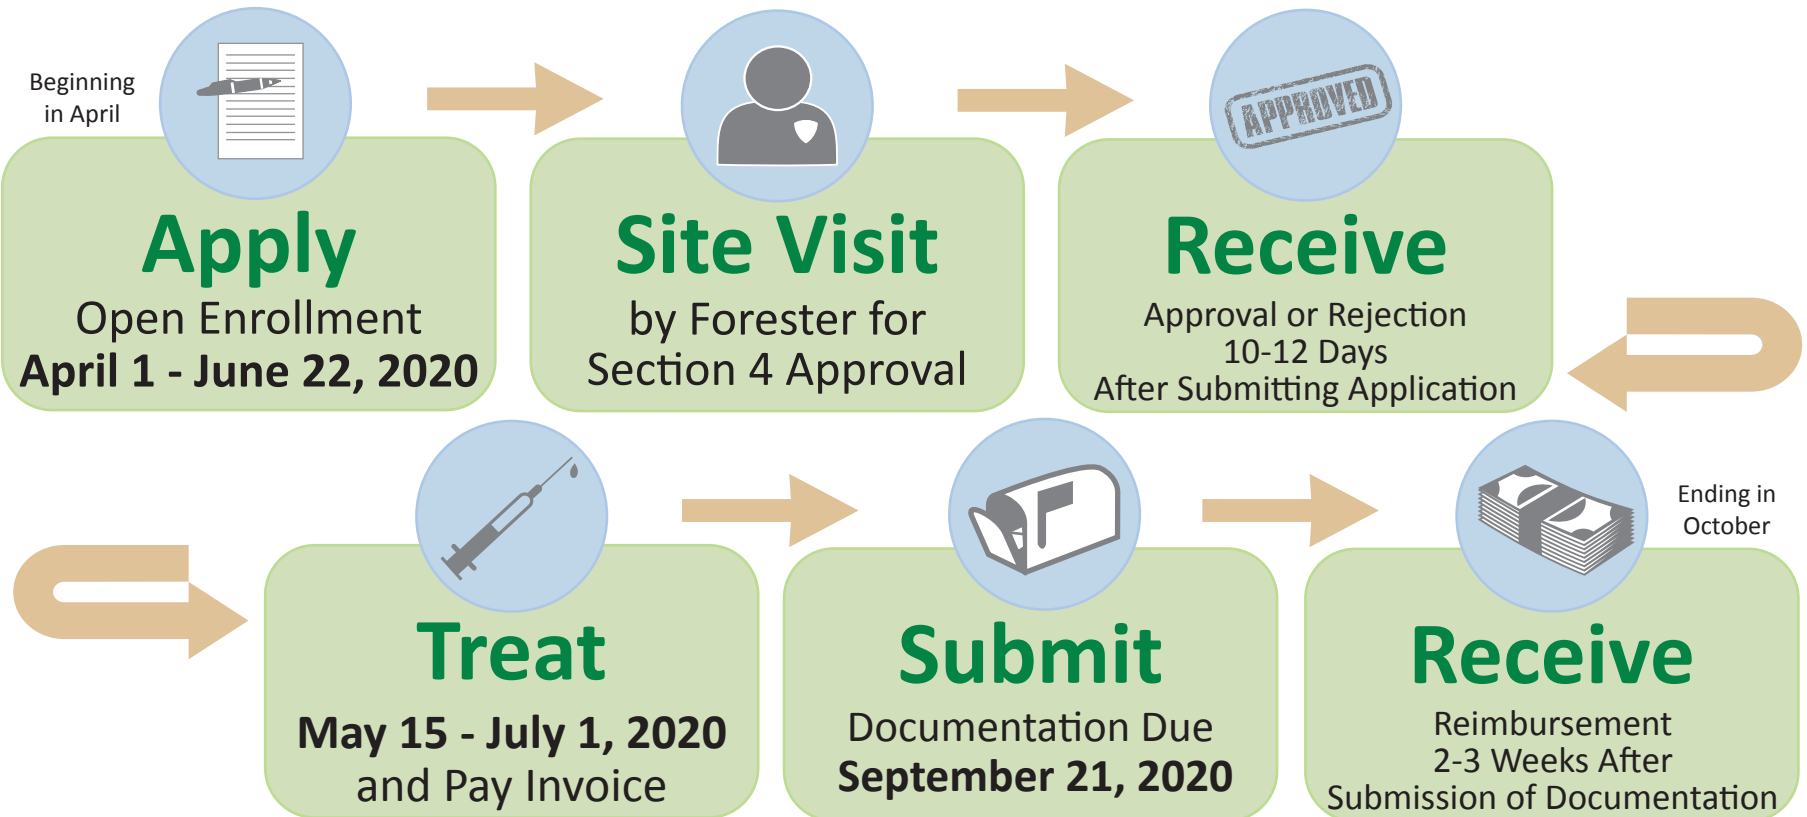 Beginning
in April
Apply
Open Enrollment
April 1 - June 22, 2020
Site Visit
by Forester for
Section 4 Approval
APPROVED
Receive
Approval or Rejection
10-12 Days
After Submitting Application
Treat
May 15 - July 1, 2020
and Pay Invoice
Submit
Documentation Due
September 21, 2020
Ending in
October
Receive
Reimbursement
2-3 Weeks After
Submission of Documentation